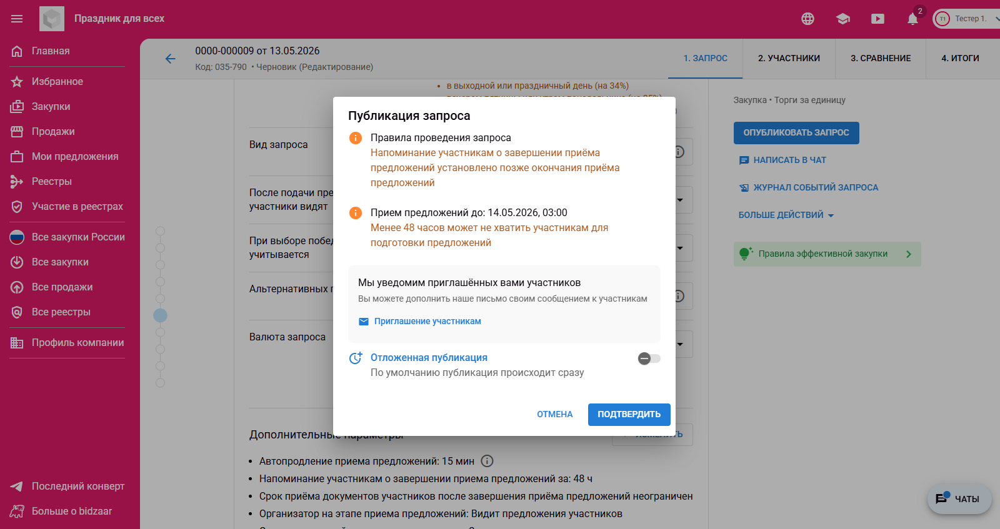 Праздник для всех
2
T1
Тестер 1.
Главная
Избранное
Закупки
Продажи
Мои предложения
Реестры
Участие в реестрах
Все закупки России
Все закупки
Все продажи
Все реестры
Профиль компании
Последний конверт
Больше о bidzaar
0000-000009 от 13.05.2026
Код: 035-790 • Черновик (Редактирование)
1. ЗАПРОС
2. УЧАСТНИКИ
3. СРАВНЕНИЕ
4. ИТОГИ
• в выходной или праздничный день (на 34%)
Вид запроса
После подачи пре
участники видят
При выборе побед
учитывается
Альтернативных п
Валюта запроса
Дополнительные параметры
ИЗМЕНИТЬ
• Автопродление приема предложений: 15 мин
• Напоминание участникам о завершении приема предложений за: 48 ч
• Срок приёма документов участников после завершения приёма предложений неограничен
• Организатор на этапе приема предложений: Видит предложения участников
Публикация запроса
Правила проведения запроса
Напоминание участникам о завершении приёма
предложений установлено позже окончания приёма
предложений
Прием предложений до: 14.05.2026, 03:00
Менее 48 часов может не хватить участникам для
подготовки предложений
Мы уведомим приглашённых вами участников
Вы можете дополнить наше письмо своим сообщением к участникам
Приглашение участникам
Отложенная публикация
По умолчанию публикация происходит сразу
ОТМЕНА
ПОДТВЕРДИТЬ
Закупка • Торги за единицу
ОПУБЛИКОВАТЬ ЗАПРОС
НАПИСАТЬ В ЧАТ
ЖУРНАЛ СОБЫТИЙ ЗАПРОСА
БОЛЬШЕ ДЕЙСТВИЙ
Правила эффективной закупки
ЧАТЫ